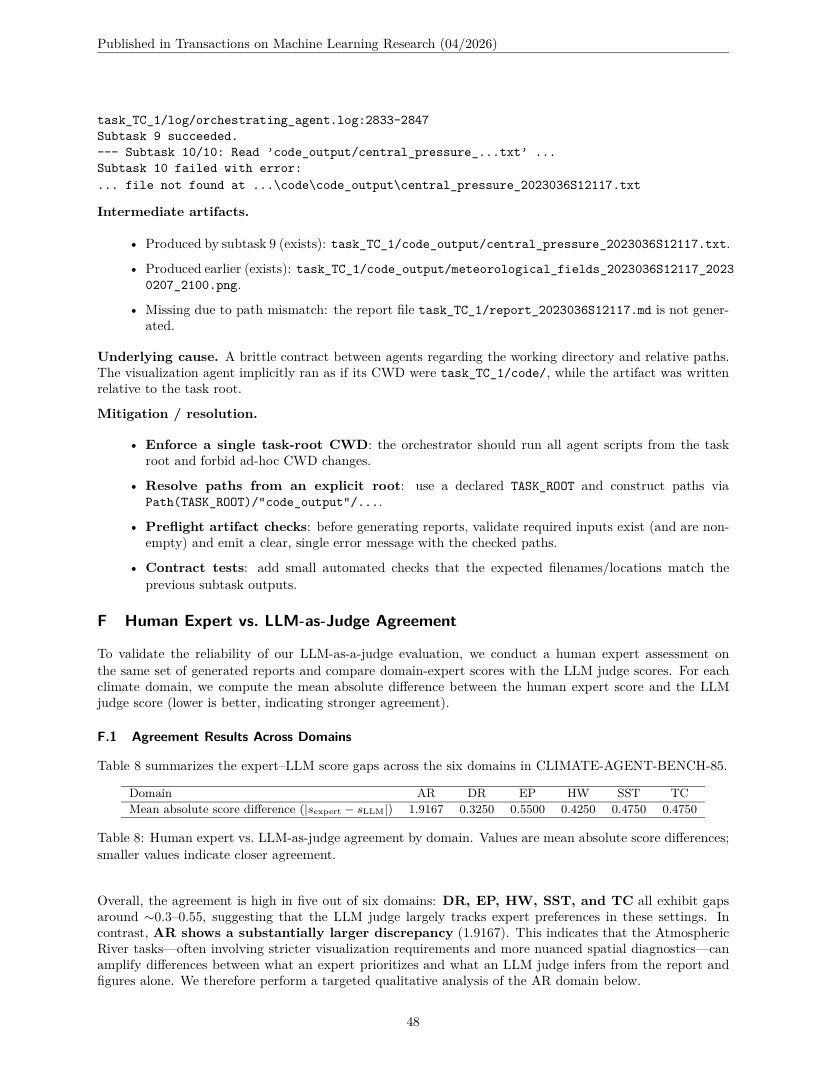 Published in Transactions on Machine Learning Research (04/2026)
task_TC_1/log/orchestrating_agent.log:2833-2847
Subtask 9 succeeded.
--- Subtask 10/10: Read 'code_output/central_pressure_...txt' ...
Subtask 10 failed with error:
... file not found at ...\code\code_output\central_pressure_2023036S12117.txt
Intermediate artifacts.
• Produced by subtask 9 (exists): task_TC_1/code_output/central_pressure_2023036S12117.txt.
• Produced earlier (exists): task_TC_1/code_output/meteorological_fields_2023036S12117_2023
0207_2100.png.
• Missing due to path mismatch: the report file task_TC_1/report_2023036S12117.md is not gener-
ated.
Underlying cause. A brittle contract between agents regarding the working directory and relative paths.
The visualization agent implicitly ran as if its CWD were task_TC_1/code/, while the artifact was written
relative to the task root.
Mitigation / resolution.
• Enforce a single task-root CWD: the orchestrator should run all agent scripts from the task
root and forbid ad-hoc CWD changes.
• Resolve paths from an explicit root: use a declared TASK_ROOT and construct paths via
Path(TASK_ROOT)/"code_output"/....
• Preflight artifact checks: before generating reports, validate required inputs exist (and are non-
empty) and emit a clear, single error message with the checked paths.
• Contract tests: add small automated checks that the expected filenames/locations match the
previous subtask outputs.
F Human Expert vs. LLM-as-Judge Agreement
To validate the reliability of our LLM-as-a-judge evaluation, we conduct a human expert assessment on
the same set of generated reports and compare domain-expert scores with the LLM judge scores. For each
climate domain, we compute the mean absolute difference between the human expert score and the LLM
judge score (lower is better, indicating stronger agreement).
F.1 Agreement Results Across Domains
Table 8 summarizes the expert–LLM score gaps across the six domains in CLIMATE-AGENT-BENCH-85.
Domain AR DR EP HW SST TC
Mean absolute score difference (|s_expert − s_LLM|) 1.9167 0.3250 0.5500 0.4250 0.4750 0.4750
Table 8: Human expert vs. LLM-as-judge agreement by domain. Values are mean absolute score differences;
smaller values indicate closer agreement.
Overall, the agreement is high in five out of six domains: DR, EP, HW, SST, and TC all exhibit gaps
around ∼0.3–0.55, suggesting that the LLM judge largely tracks expert preferences in these settings. In
contrast, AR shows a substantially larger discrepancy (1.9167). This indicates that the Atmospheric
River tasks—often involving stricter visualization requirements and more nuanced spatial diagnostics—can
amplify differences between what an expert prioritizes and what an LLM judge infers from the report and
figures alone. We therefore perform a targeted qualitative analysis of the AR domain below.
48